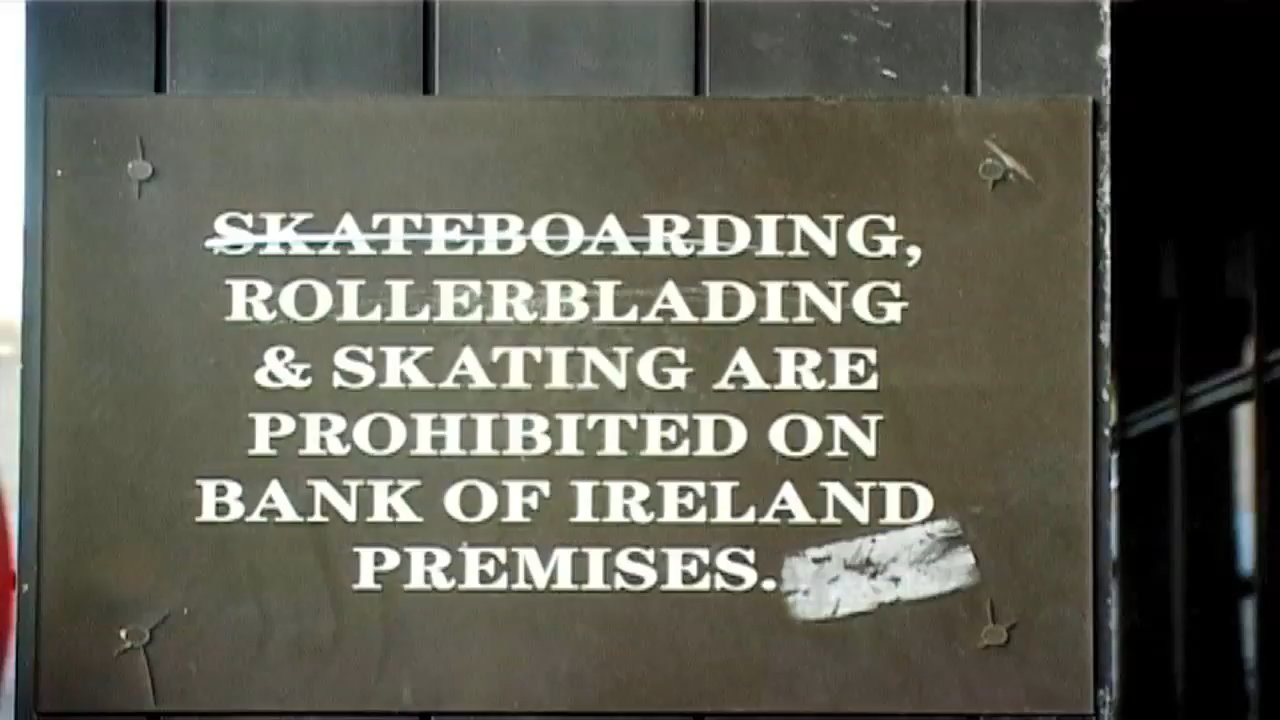 SKATEBOARDING,
ROLLERBLADING
& SKATING ARE
PROHIBITED ON
BANK OF IRELAND
PREMISES.